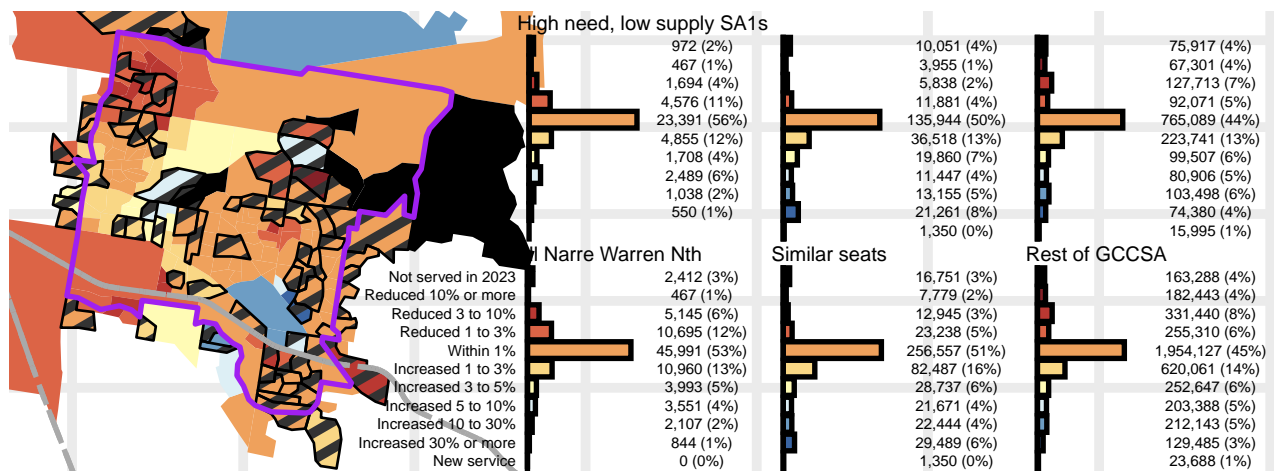 High need, low supply SA1s
972 (2%) 10,051 (4%) 75,917 (4%)
467 (1%) 3,955 (1%) 67,301 (4%)
1,694 (4%) 5,838 (2%) 127,713 (7%)
4,576 (11%) 11,881 (4%) 92,071 (5%)
23,391 (56%) 135,944 (50%) 765,089 (44%)
4,855 (12%) 36,518 (13%) 223,741 (13%)
1,708 (4%) 19,860 (7%) 99,507 (6%)
2,489 (6%) 11,447 (4%) 80,906 (5%)
1,038 (2%) 13,155 (5%) 103,498 (6%)
550 (1%) 21,261 (8%) 74,380 (4%)
1,350 (0%) 15,995 (1%)
Narre Warren Nth Similar seats Rest of GCCSA
Not served in 2023 2,412 (3%) 16,751 (3%) 163,288 (4%)
Reduced 10% or more 467 (1%) 7,779 (2%) 182,443 (4%)
Reduced 3 to 10% 5,145 (6%) 12,945 (3%) 331,440 (8%)
Reduced 1 to 3% 10,695 (12%) 23,238 (5%) 255,310 (6%)
Within 1% 45,991 (53%) 256,557 (51%) 1,954,127 (45%)
Increased 1 to 3% 10,960 (13%) 82,487 (16%) 620,061 (14%)
Increased 3 to 5% 3,993 (5%) 28,737 (6%) 252,647 (6%)
Increased 5 to 10% 3,551 (4%) 21,671 (4%) 203,388 (5%)
Increased 10 to 30% 2,107 (2%) 22,444 (4%) 212,143 (5%)
Increased 30% or more 844 (1%) 29,489 (6%) 129,485 (3%)
New service 0 (0%) 1,350 (0%) 23,688 (1%)